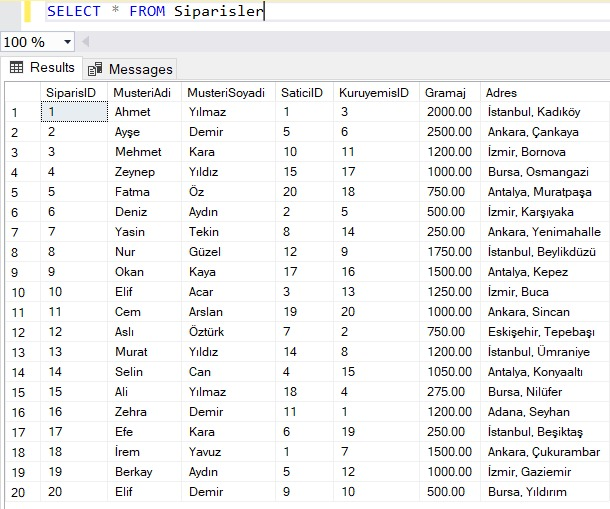 SELECT * FROM Siparisler
100 %
Results Messages
SiparisID MusteriAdi MusteriSoyadi SaticiID KuruyemisID Gramaj Adres
1 1 Ahmet Yılmaz 1 3 2000.00 İstanbul, Kadıköy
2 2 Ayşe Demir 5 6 2500.00 Ankara, Çankaya
3 3 Mehmet Kara 10 11 1200.00 İzmir, Bornova
4 4 Zeynep Yıldız 15 17 1000.00 Bursa, Osmangazi
5 5 Fatma Öz 20 18 750.00 Antalya, Muratpaşa
6 6 Deniz Aydın 2 5 500.00 İzmir, Karşıyaka
7 7 Yasin Tekin 8 14 250.00 Ankara, Yenimahalle
8 8 Nur Güzel 12 9 1750.00 İstanbul, Beylikdüzü
9 9 Okan Kaya 17 16 1500.00 Antalya, Kepez
10 10 Elif Acar 3 13 1250.00 İzmir, Buca
11 11 Cem Arslan 19 20 1000.00 Ankara, Sincan
12 12 Aslı Öztürk 7 2 750.00 Eskişehir, Tepebaşı
13 13 Murat Yıldız 14 8 1200.00 İstanbul, Ümraniye
14 14 Selin Can 4 15 1050.00 Antalya, Konyaaltı
15 15 Ali Yılmaz 18 4 275.00 Bursa, Nilüfer
16 16 Zehra Demir 11 1 1200.00 Adana, Seyhan
17 17 Efe Kara 6 19 250.00 İstanbul, Beşiktaş
18 18 İrem Yavuz 1 7 1500.00 Ankara, Çukurambar
19 19 Berkay Aydın 5 12 1000.00 İzmir, Gaziemir
20 20 Elif Demir 9 10 500.00 Bursa, Yıldırım